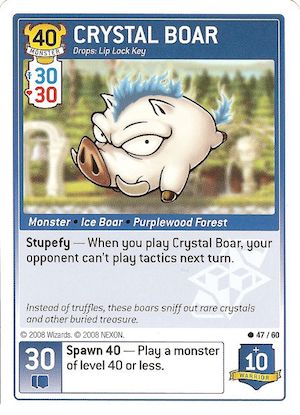 40
MONSTER
CRYSTAL BOAR
Drops: Lip Lock Key
30
30
Monster • Ice Boar • Purplewood Forest
Stupefy — When you play Crystal Boar, your
opponent can't play tactics next turn.
Instead of truffles, these boars sniff out rare crystals
and other buried treasure.
© 2008 Wizards. © 2008 NEXON.
● 47 / 60
30
Spawn 40 — Play a monster
of level 40 or less.
+
10
WARRIOR